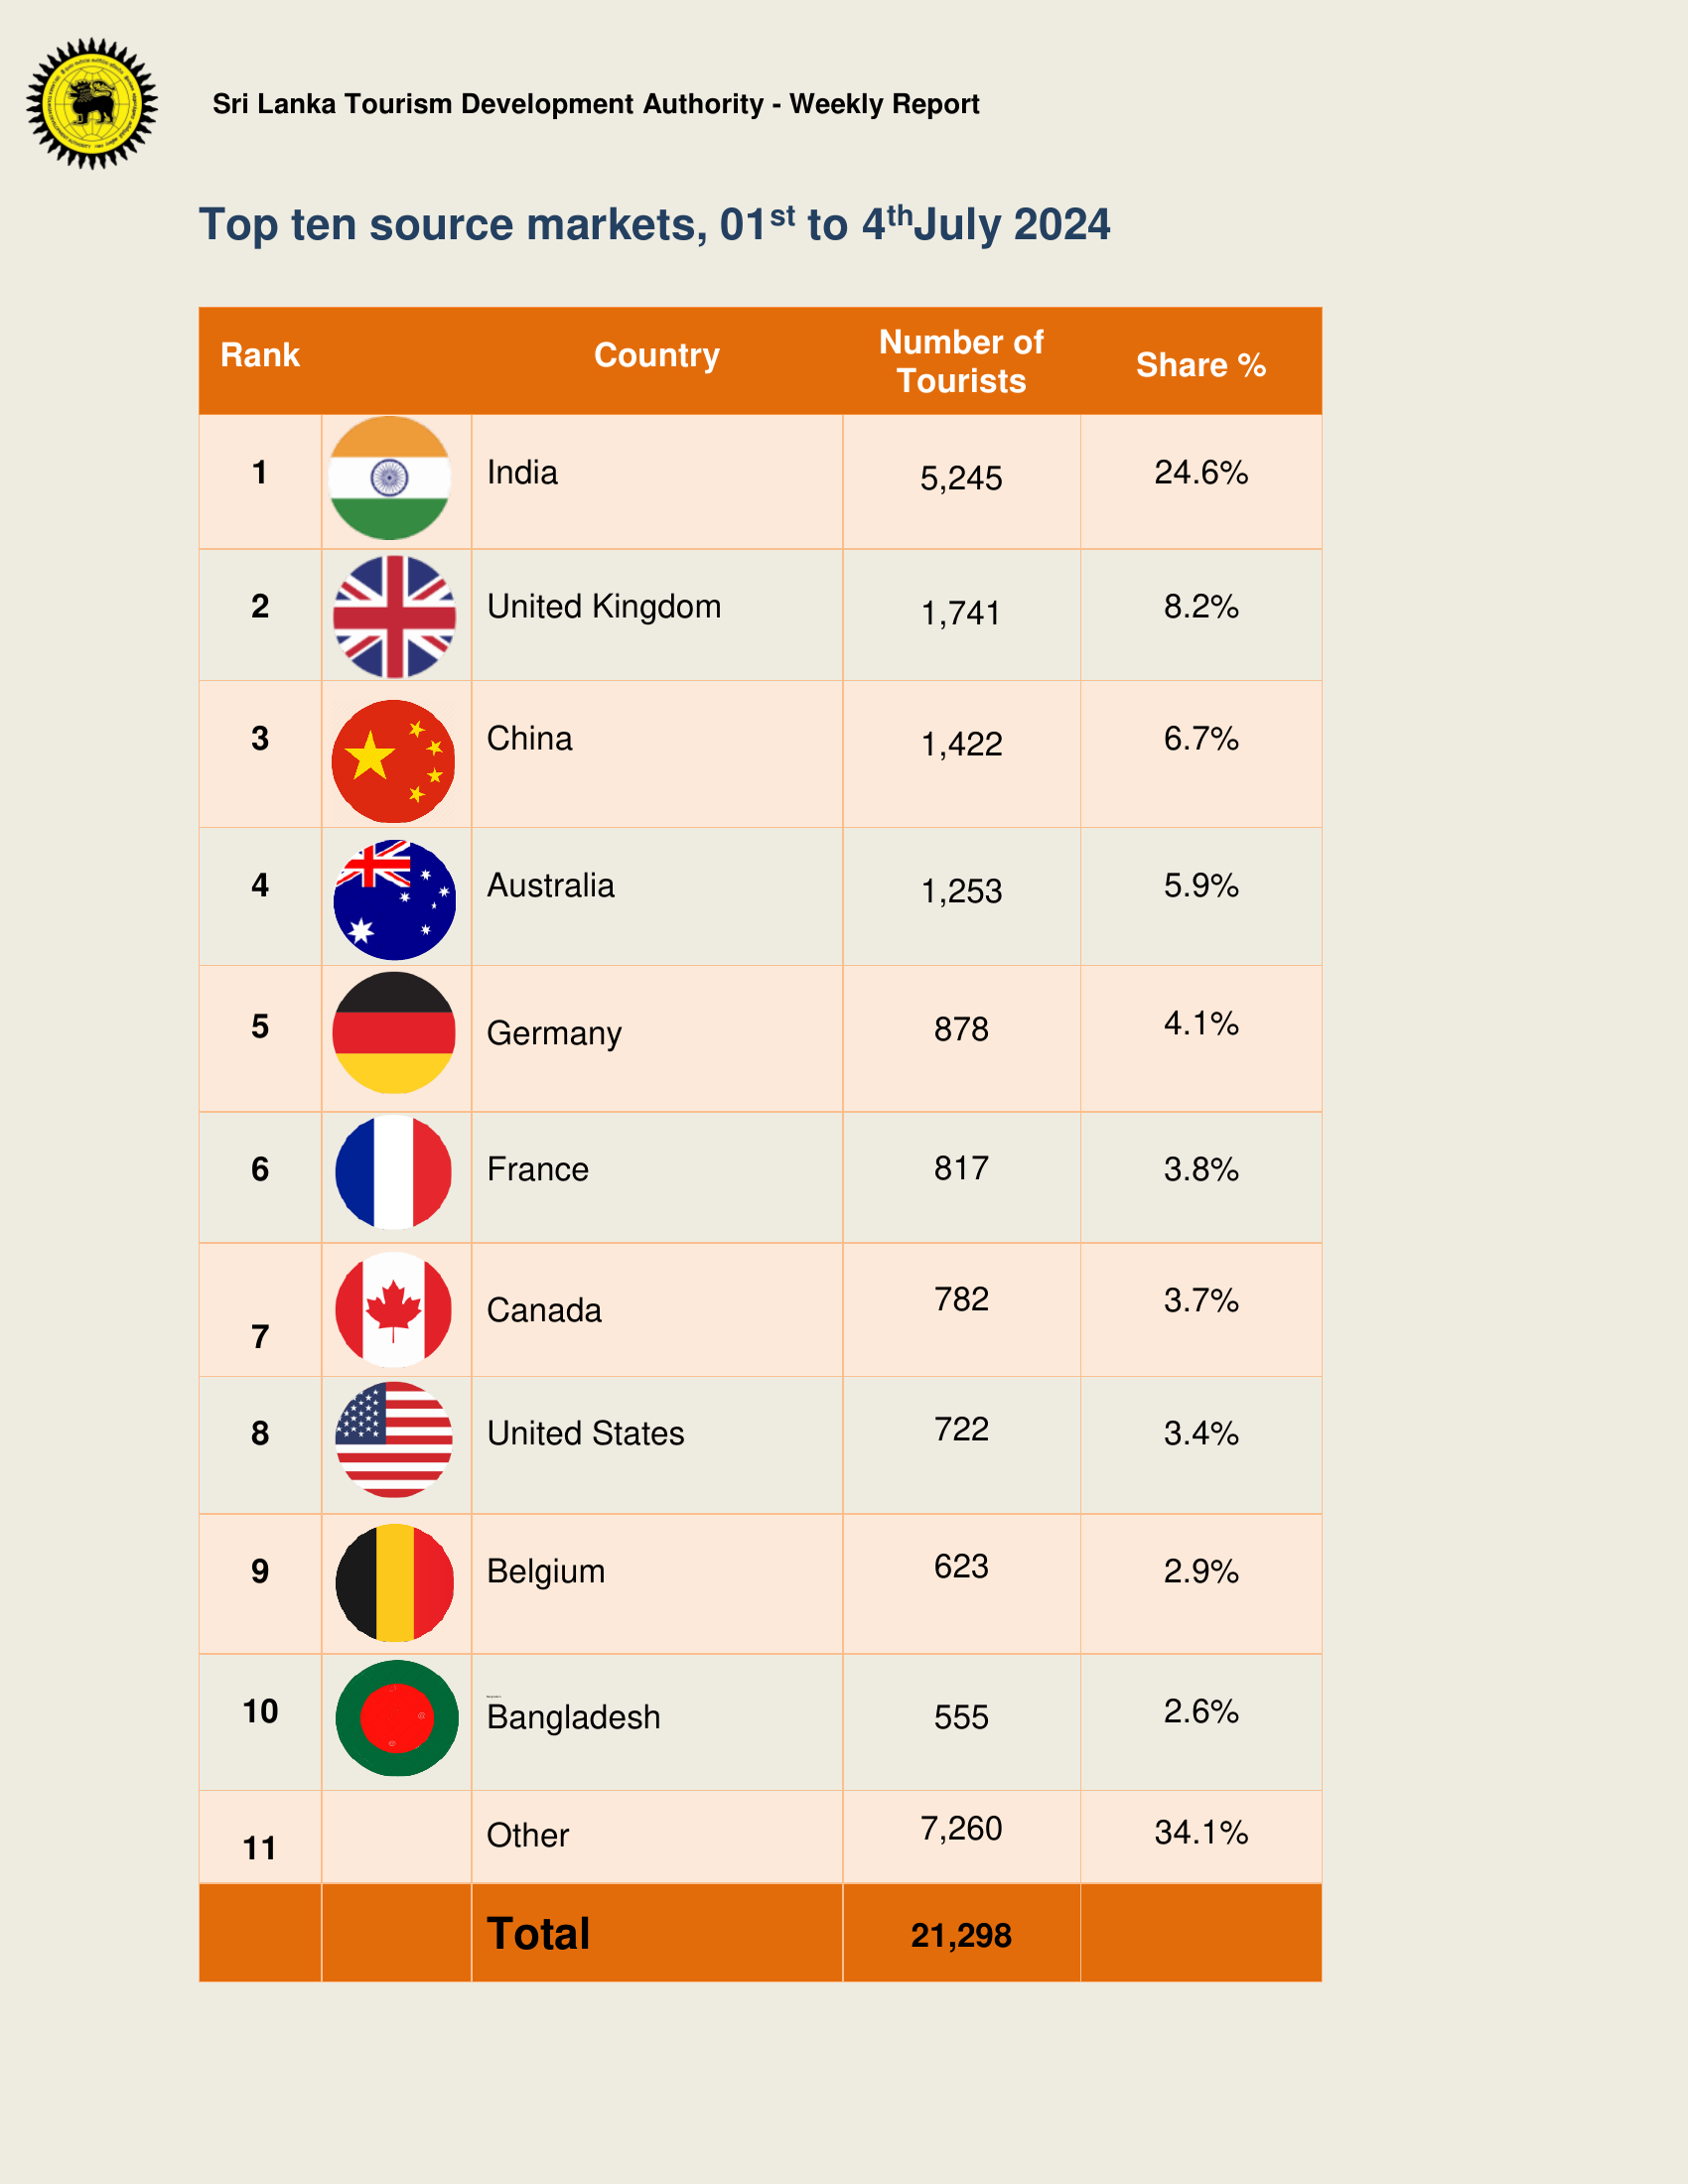 Sri Lanka Tourism Development Authority - Weekly Report
Top ten source markets, 01st to 4thJuly 2024
Rank Country Number of Tourists Share %
1 India 5,245 24.6%
2 United Kingdom 1,741 8.2%
3 China 1,422 6.7%
4 Australia 1,253 5.9%
5 Germany 878 4.1%
6 France 817 3.8%
7 Canada 782 3.7%
8 United States 722 3.4%
9 Belgium 623 2.9%
10 Bangladesh 555 2.6%
11 Other 7,260 34.1%
Total 21,298